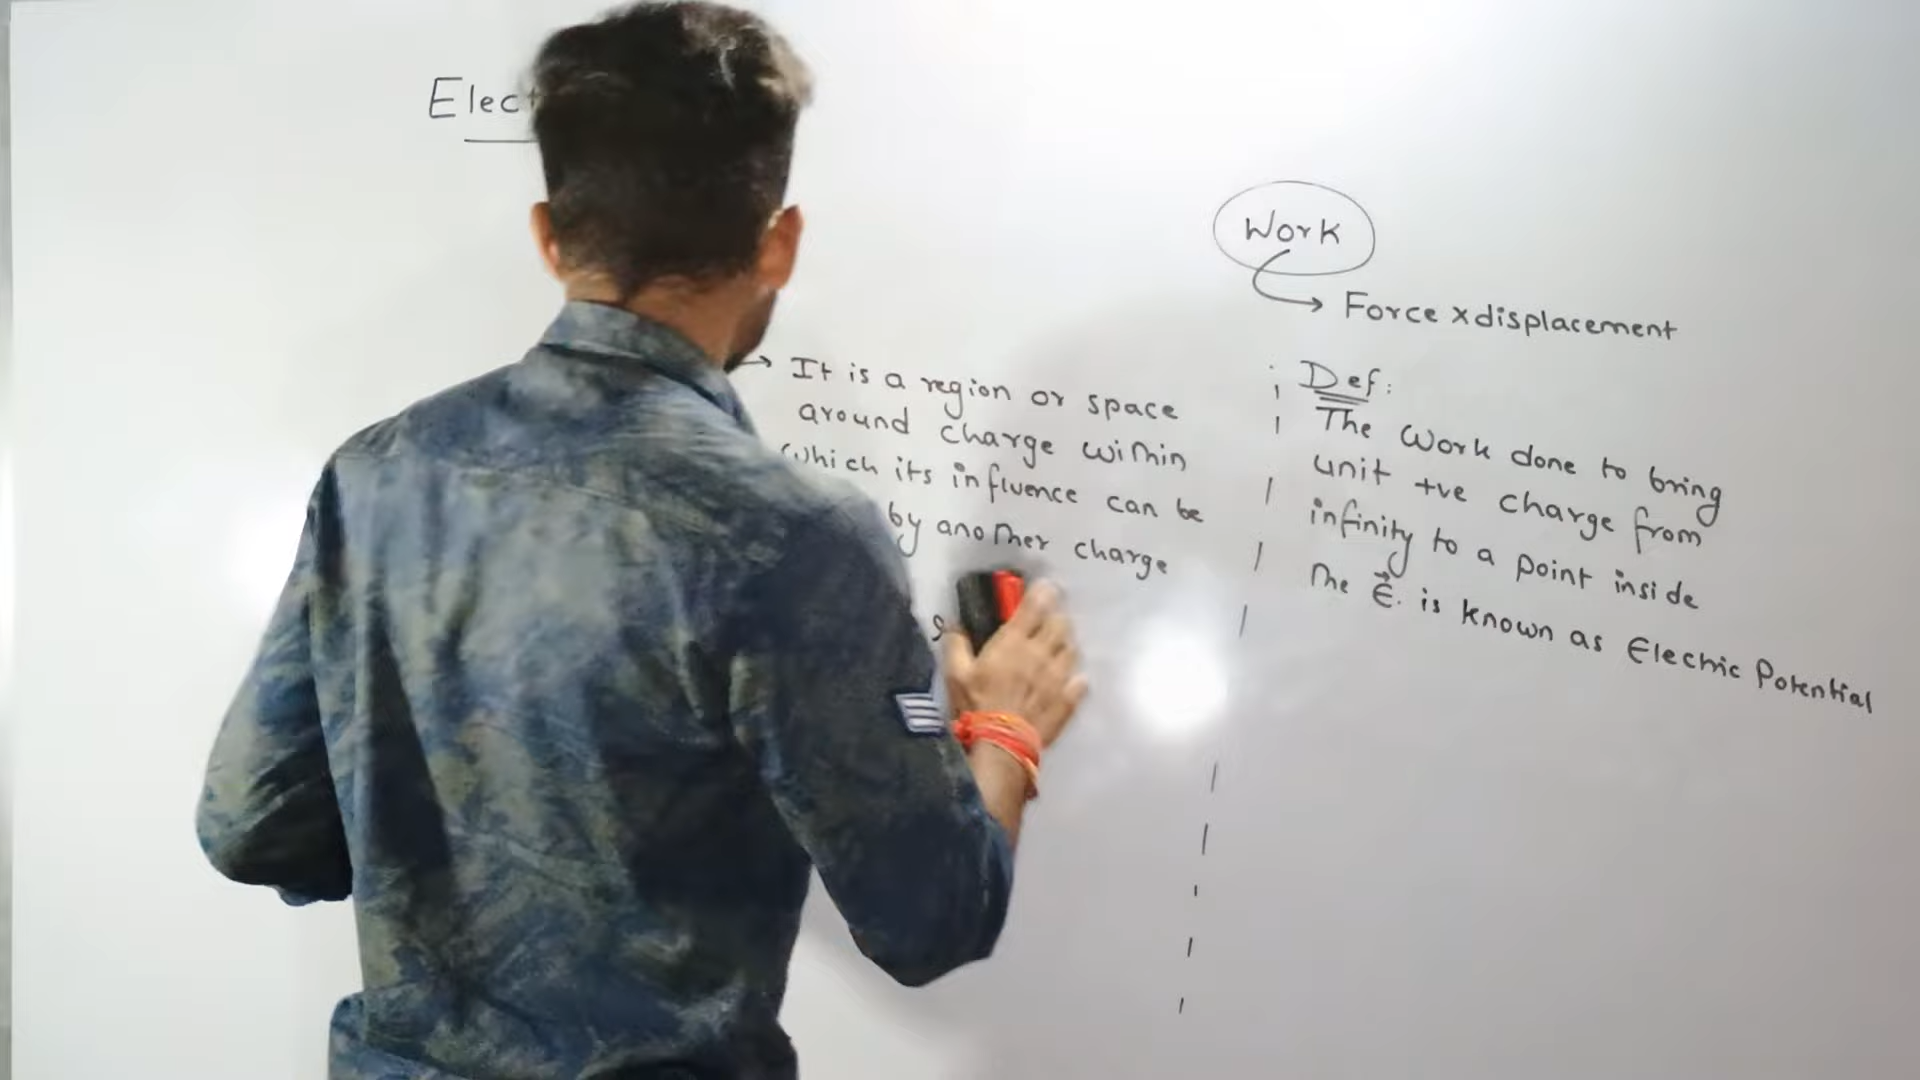 Work
Force x displacement
It is a region or space
around charge within
which its influence can be
by another charge
Def:
The Work done to bring
unit +ve charge from
infinity to a point inside
The E⃗. is known as Electric Potential